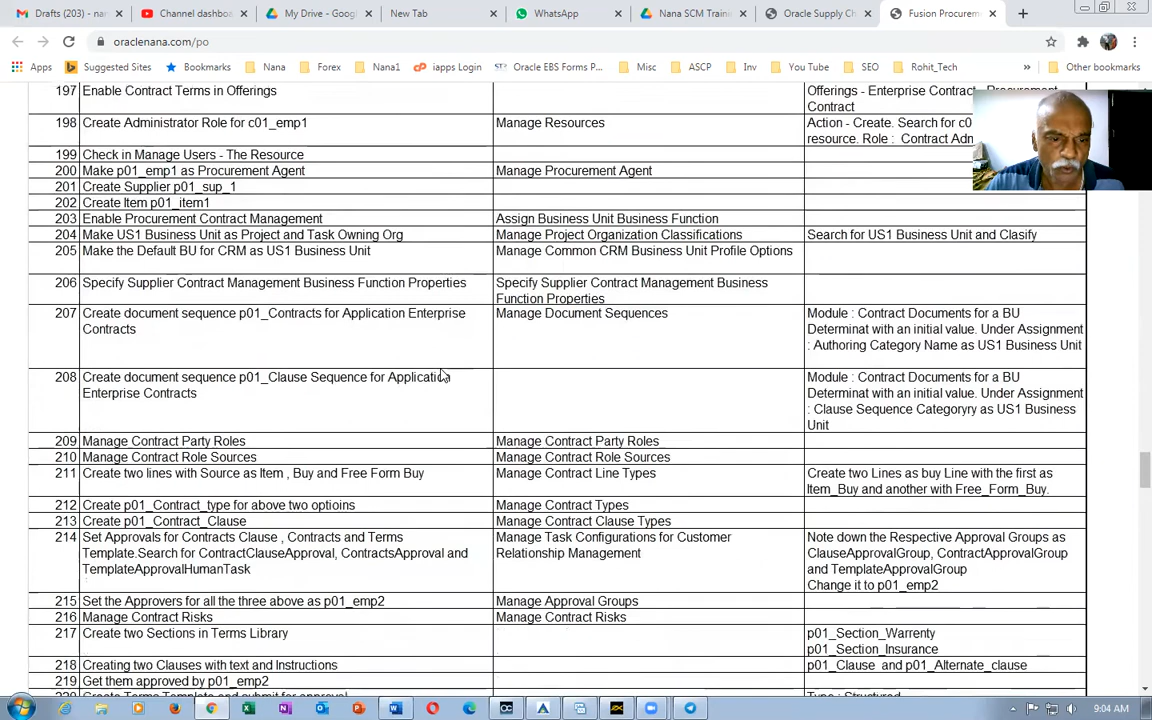 Drafts (203) - nan
Channel dashboa
My Drive - Googl
New Tab
WhatsApp
Nana SCM Traini
Oracle Supply Ch
Fusion Procurem
oraclenana.com/po
Apps
Suggested Sites
Bookmarks
Nana
Forex
Nana1
iapps Login
Oracle EBS Forms P...
Misc
ASCP
Inv
You Tube
SEO
Rohit_Tech
»
Other bookmarks
197 Enable Contract Terms in Offerings Offerings - Enterprise Contract - Procurement
Contract
198 Create Administrator Role for c01_emp1 Manage Resources Action - Create. Search for c0
resource. Role : Contract Adm
199 Check in Manage Users - The Resource
200 Make p01_emp1 as Procurement Agent Manage Procurement Agent
201 Create Supplier p01_sup_1
202 Create Item p01_item1
203 Enable Procurement Contract Management Assign Business Unit Business Function
204 Make US1 Business Unit as Project and Task Owning Org Manage Project Organization Classifications Search for US1 Business Unit and Clasify
205 Make the Default BU for CRM as US1 Business Unit Manage Common CRM Business Unit Profile Options
206 Specify Supplier Contract Management Business Function Properties Specify Supplier Contract Management Business
Function Properties
207 Create document sequence p01_Contracts for Application Enterprise Manage Document Sequences Module : Contract Documents for a BU
Contracts Determinat with an initial value. Under Assignment
: Authoring Category Name as US1 Business Unit
208 Create document sequence p01_Clause Sequence for Application Module : Contract Documents for a BU
Enterprise Contracts Determinat with an initial value. Under Assignment
: Clause Sequence Categoryry as US1 Business
Unit
209 Manage Contract Party Roles Manage Contract Party Roles
210 Manage Contract Role Sources Manage Contract Role Sources
211 Create two lines with Source as Item , Buy and Free Form Buy Manage Contract Line Types Create two Lines as buy Line with the first as
Item_Buy and another with Free_Form_Buy.
212 Create p01_Contract_type for above two optioins Manage Contract Types
213 Create p01_Contract_Clause Manage Contract Clause Types
214 Set Approvals for Contracts Clause , Contracts and Terms Manage Task Configurations for Customer Note down the Respective Approval Groups as
Template.Search for ContractClauseApproval, ContractsApproval and Relationship Management ClauseApprovalGroup, ContractApprovalGroup
TemplateApprovalHumanTask and TemplateApprovalGroup
Change it to p01_emp2
215 Set the Approvers for all the three above as p01_emp2 Manage Approval Groups
216 Manage Contract Risks Manage Contract Risks
217 Create two Sections in Terms Library p01_Section_Warrenty
p01_Section_Insurance
218 Creating two Clauses with text and Instructions p01_Clause and p01_Alternate_clause
219 Get them approved by p01_emp2
220 Create Terms Template and submit for approval Type : Structured
9:04 AM